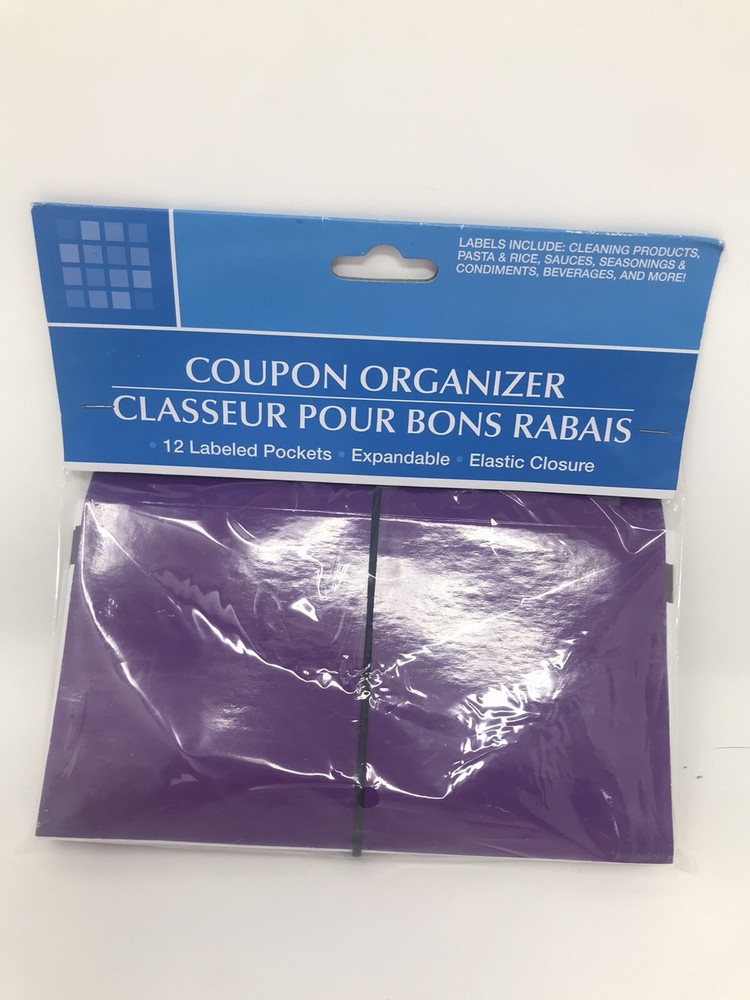 LABELS INCLUDE: CLEANING PRODUCTS,
PASTA & RICE, SAUCES, SEASONINGS &
CONDIMENTS, BEVERAGES, AND MORE!
COUPON ORGANIZER
CLASSEUR POUR BONS RABAIS
• 12 Labeled Pockets • Expandable • Elastic Closure